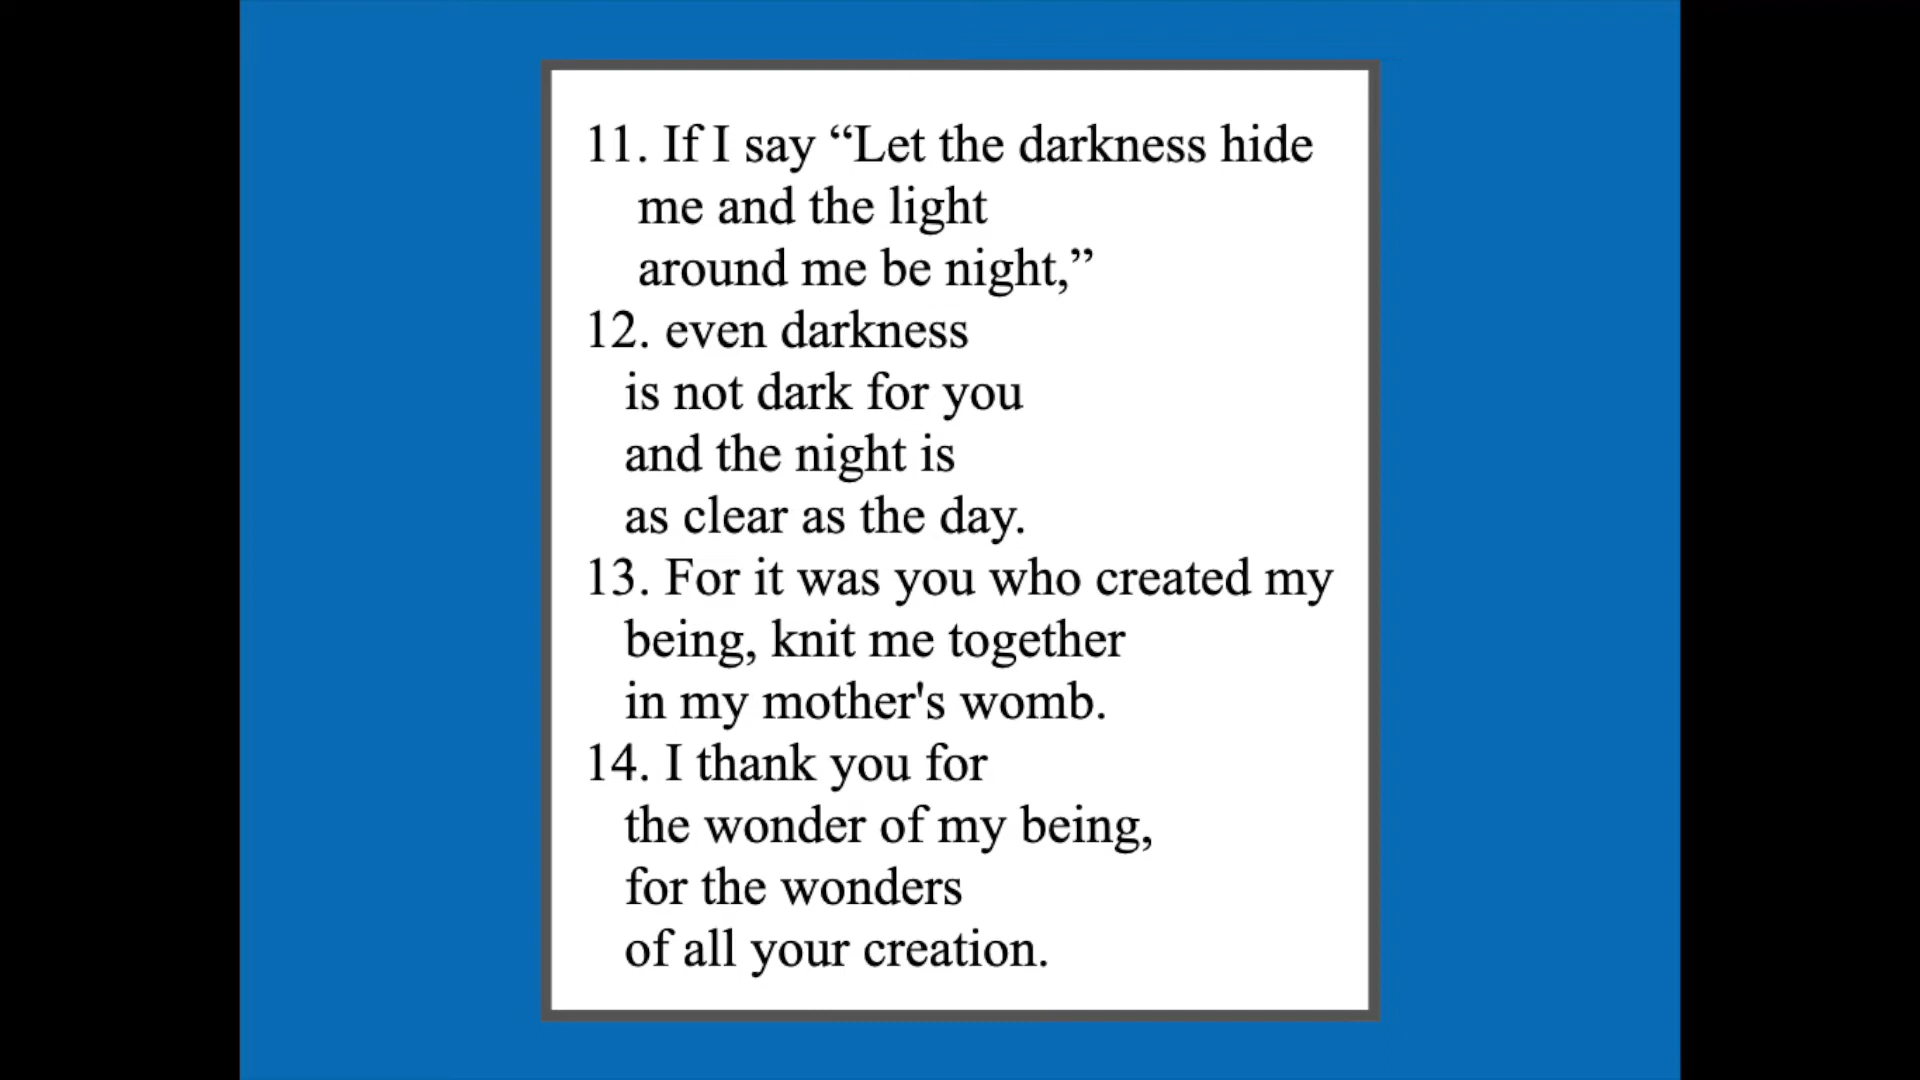 11. If I say “Let the darkness hide
me and the light
around me be night,”
12. even darkness
is not dark for you
and the night is
as clear as the day.
13. For it was you who created my
being, knit me together
in my mother's womb.
14. I thank you for
the wonder of my being,
for the wonders
of all your creation.